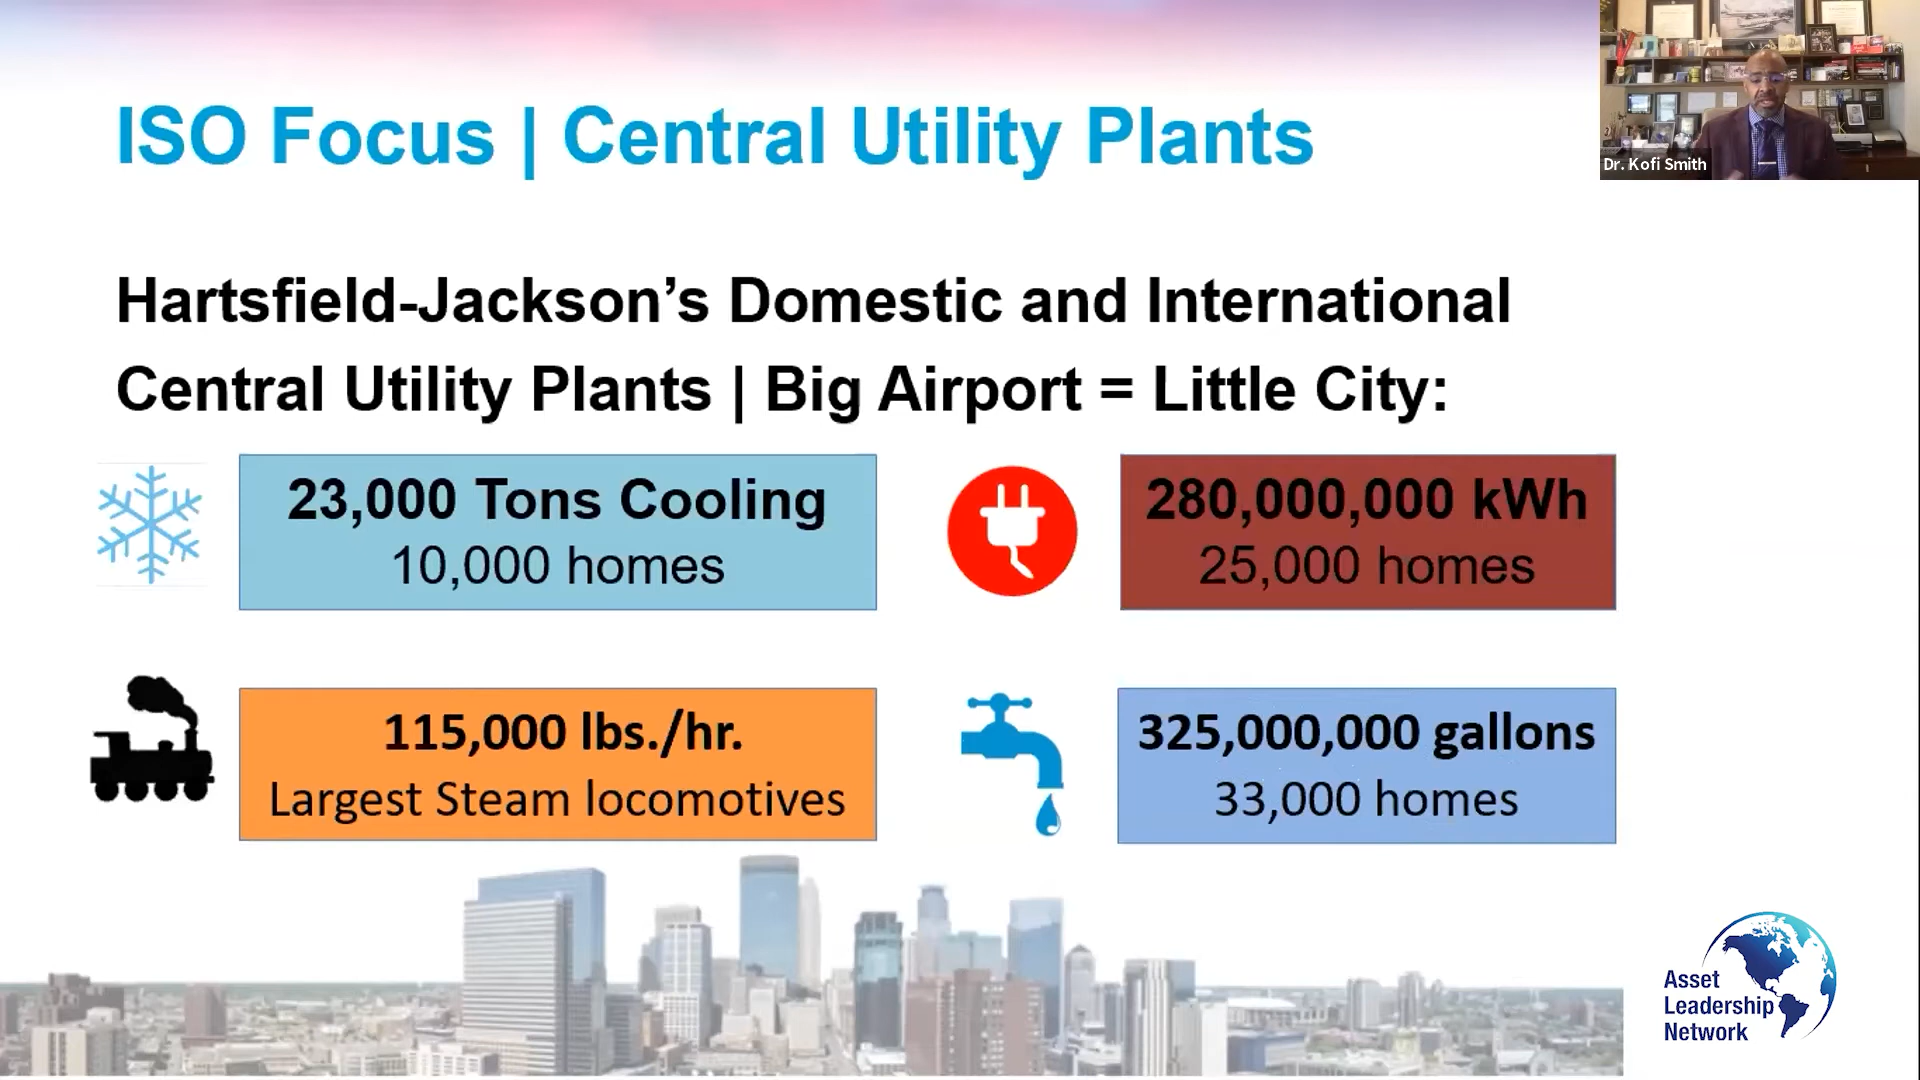 ISO Focus | Central Utility Plants
Dr. Kofi Smith
Hartsfield-Jackson’s Domestic and International
Central Utility Plants | Big Airport = Little City:
23,000 Tons Cooling
10,000 homes
280,000,000 kWh
25,000 homes
115,000 lbs./hr.
Largest Steam locomotives
325,000,000 gallons
33,000 homes
Asset
Leadership
Network